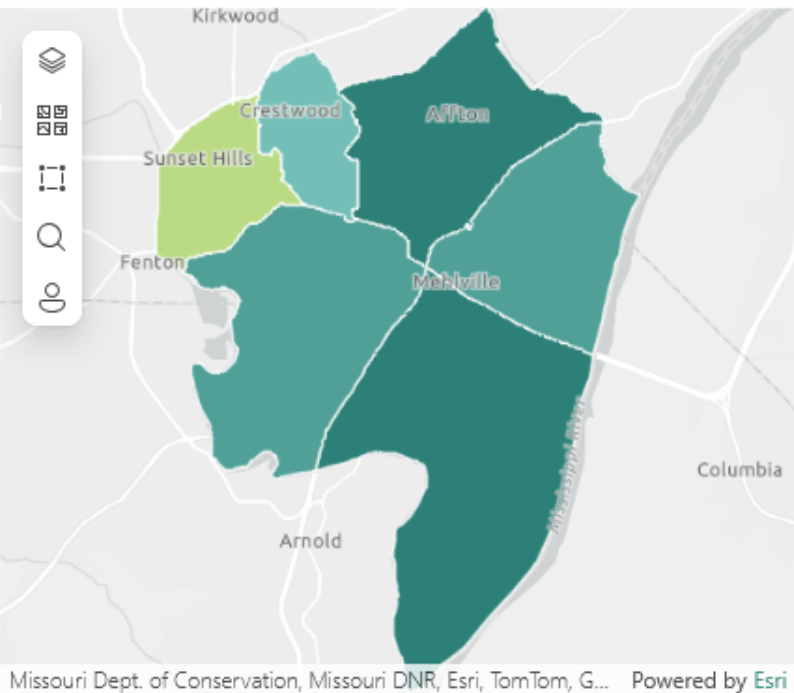 Kirkwood
Crestwood
Affton
Sunset Hills
Fenton
Mehlville
Mississippi River
Columbia
Arnold
Missouri Dept. of Conservation, Missouri DNR, Esri, TomTom, G... Powered by Esri